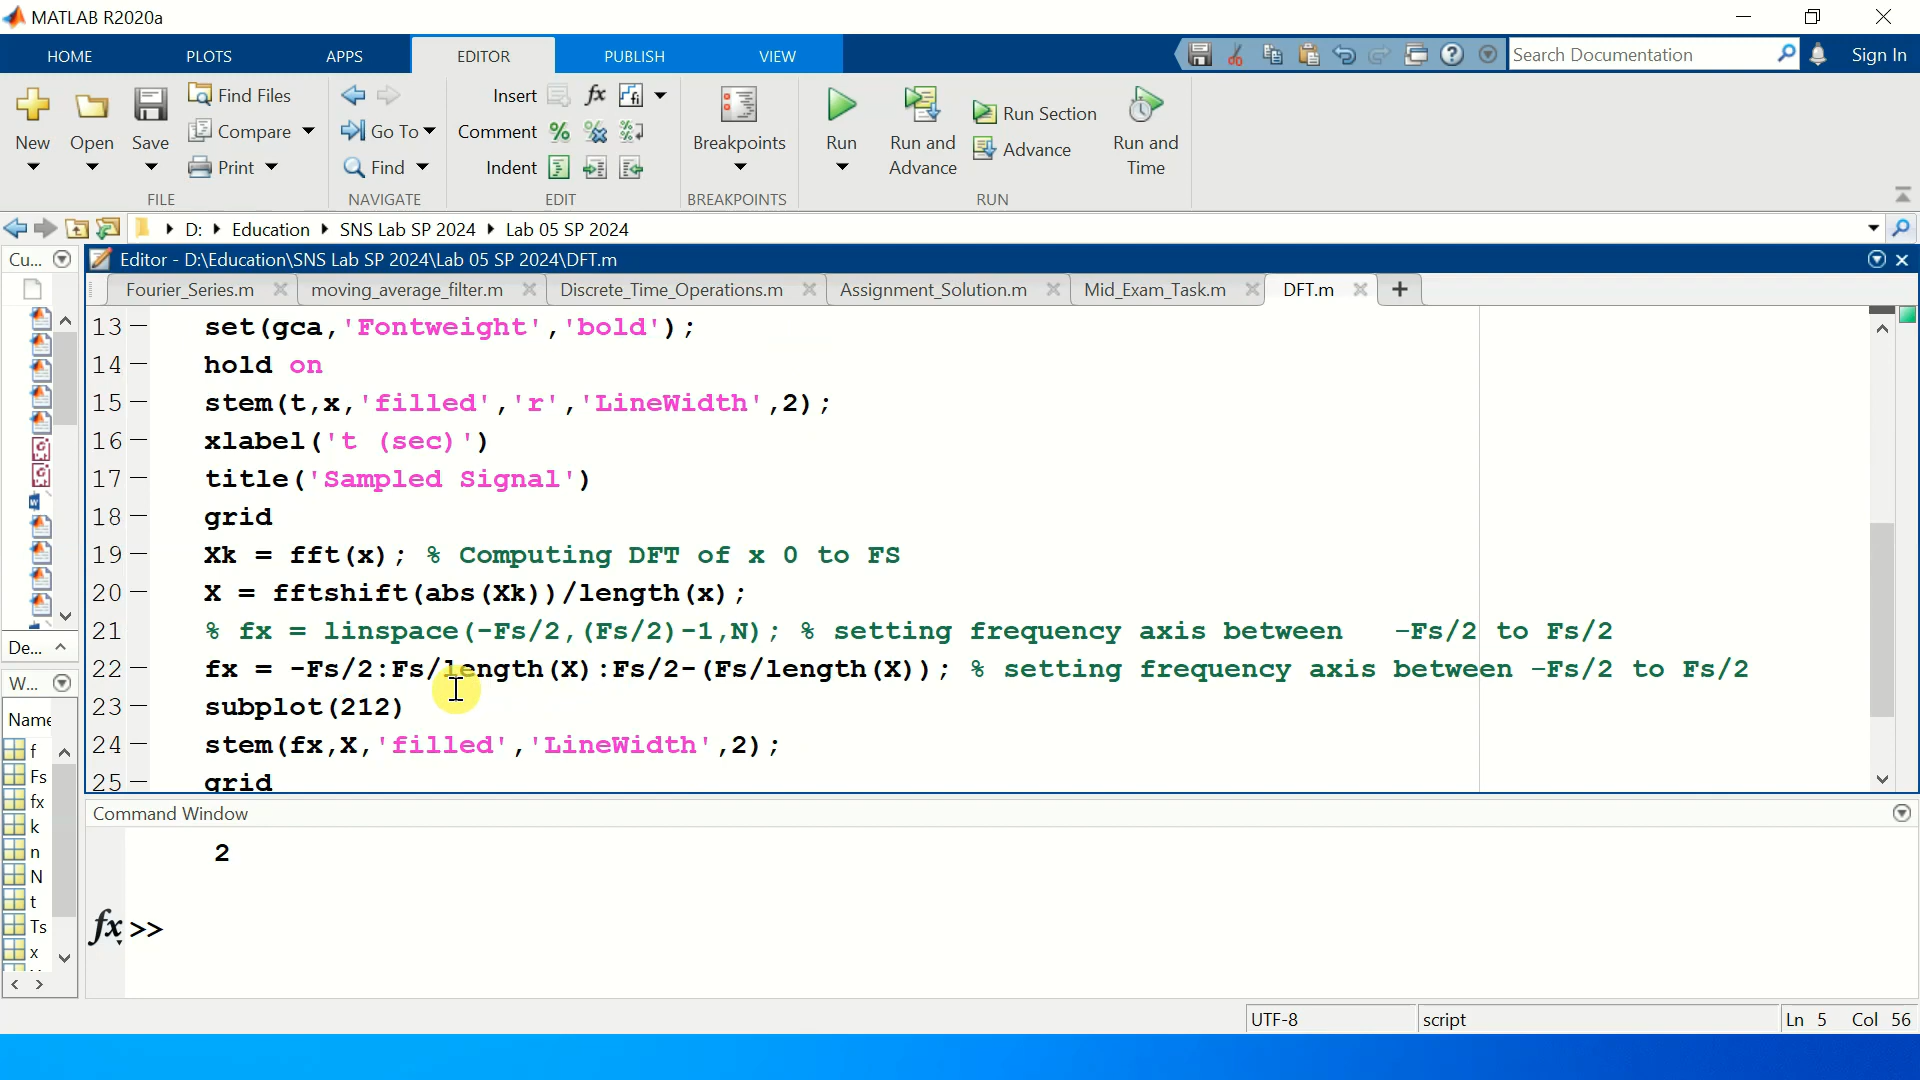 MATLAB R2020a
HOME PLOTS APPS EDITOR PUBLISH VIEW Search Documentation Sign In
New Open Save Find Files Compare Print
Go To Find
Insert fx Comment Indent
Breakpoints
Run Run and Advance Run Section Advance Run and Time
FILE NAVIGATE EDIT BREAKPOINTS RUN
D: Education SNS Lab SP 2024 Lab 05 SP 2024
Cu... Editor - D:\Education\SNS Lab SP 2024\Lab 05 SP 2024\DFT.m
Fourier_Series.m moving_average_filter.m Discrete_Time_Operations.m Assignment_Solution.m Mid_Exam_Task.m DFT.m +
13 – set(gca,'Fontweight','bold');
14 – hold on
15 – stem(t,x,'filled','r','LineWidth',2);
16 – xlabel('t (sec)')
17 – title('Sampled Signal')
18 – grid
19 – Xk = fft(x); % Computing DFT of x 0 to FS
20 – X = fftshift(abs(Xk))/length(x);
21 % fx = linspace(-Fs/2,(Fs/2)-1,N); % setting frequency axis between   -Fs/2 to Fs/2
22 – fx = -Fs/2:Fs/length(X):Fs/2-(Fs/length(X)); % setting frequency axis between -Fs/2 to Fs/2
23 – subplot(212)
24 – stem(fx,X,'filled','LineWidth',2);
25 – grid
De...
W...
Name
f
Fs
fx
k
n
N
t
Ts
x
Command Window
2
fx >>
UTF-8 script Ln 5 Col 56